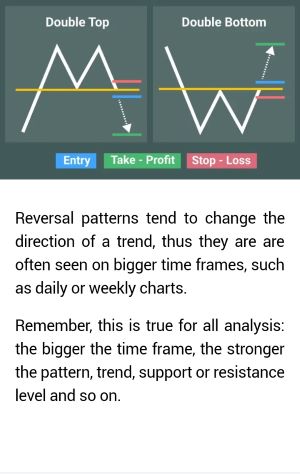 Double Top
Double Bottom
Entry
Take - Profit
Stop - Loss
Reversal patterns tend to change the
direction of a trend, thus they are are
often seen on bigger time frames, such
as daily or weekly charts.
Remember, this is true for all analysis:
the bigger the time frame, the stronger
the pattern, trend, support or resistance
level and so on.